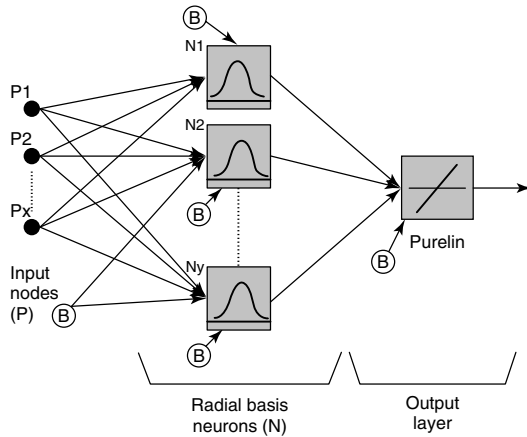 B
N1
P1
N2
P2
B
Px
Purelin
B
Input
nodes
(P)
B
Ny
B
Radial basis
neurons (N)
Output
layer